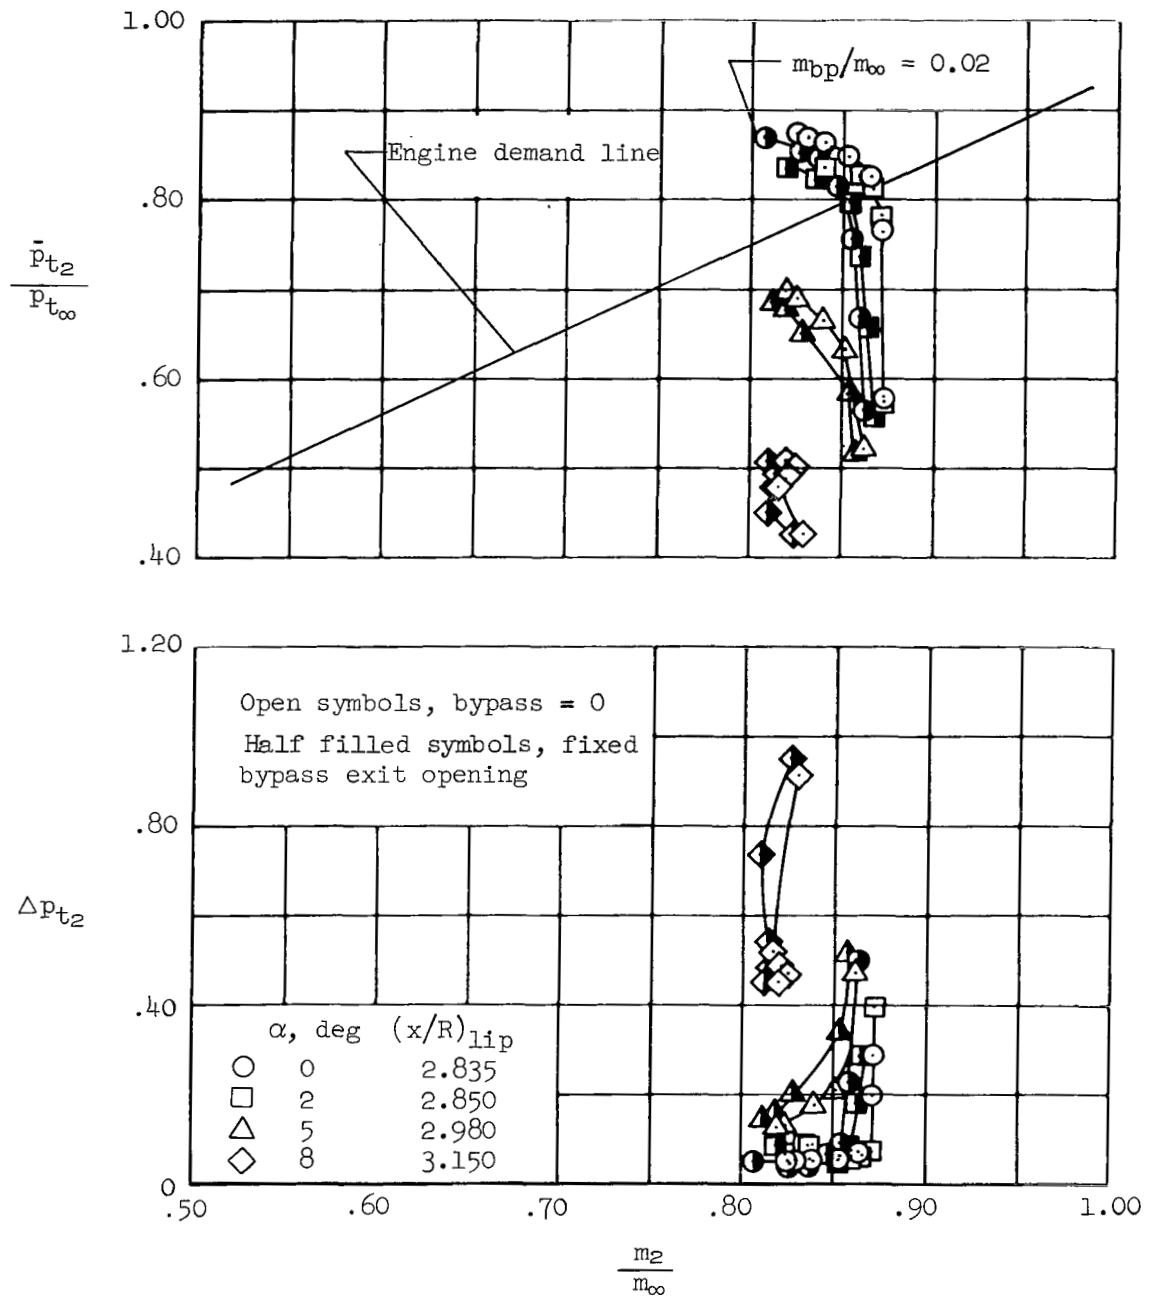 1.00
m_bp/m_∞ = 0.02
Engine demand line
.80
p̄_t₂
p_t∞
.60
.40
1.20
Open symbols, bypass = 0
Half filled symbols, fixed
bypass exit opening
.80
Δp_t₂
.40
α, deg (x/R)_lip
0 2.835
2 2.850
5 2.980
8 3.150
0
.50 .60 .70 .80 .90 1.00
m₂
m_∞